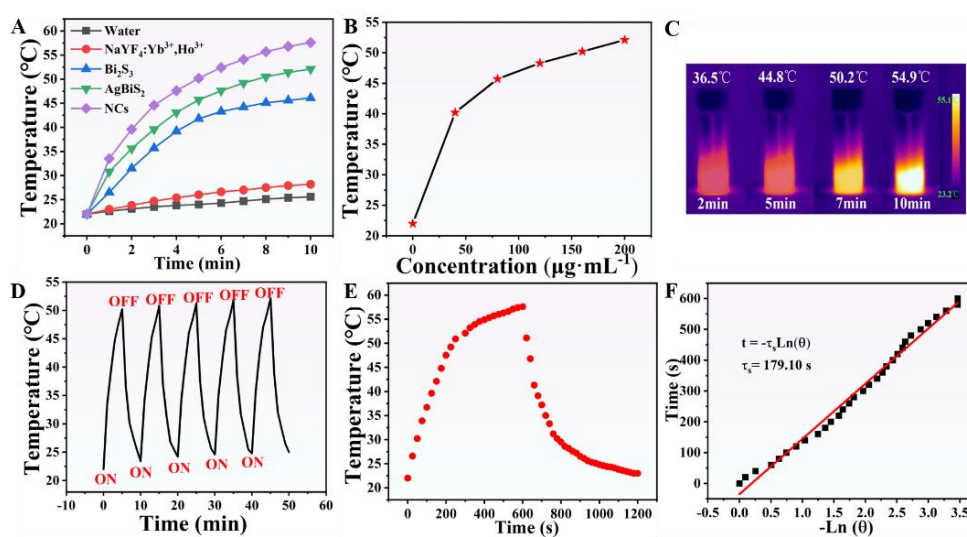 A
Temperature (°C)
60
55
50
45
40
35
30
25
20
Water
NaYF₄:Yb³⁺,Ho³⁺
Bi₂S₃
AgBiS₂
NCs
0 2 4 6 8 10
Time (min)
B
Temperature (°C)
55
50
45
40
35
30
25
20
0 50 100 150 200
Concentration (μg·mL⁻¹)
C
36.5℃ 44.8℃ 50.2℃ 54.9℃
55.1
23.2℃
2min 5min 7min 10min
D
Temperature (°C)
55
50
45
40
35
30
25
20
OFF OFF OFF OFF OFF
ON ON ON ON ON
-10 0 10 20 30 40 50 60
Time (min)
E
Temperature (°C)
60
55
50
45
40
35
30
25
20
0 200 400 600 800 1000 1200
Time (s)
F
Time (s)
600
500
400
300
200
100
0
t = -τₛLn(θ)
τₛ= 179.10 s
-0.5 0.0 0.5 1.0 1.5 2.0 2.5 3.0 3.5
-Ln (θ)